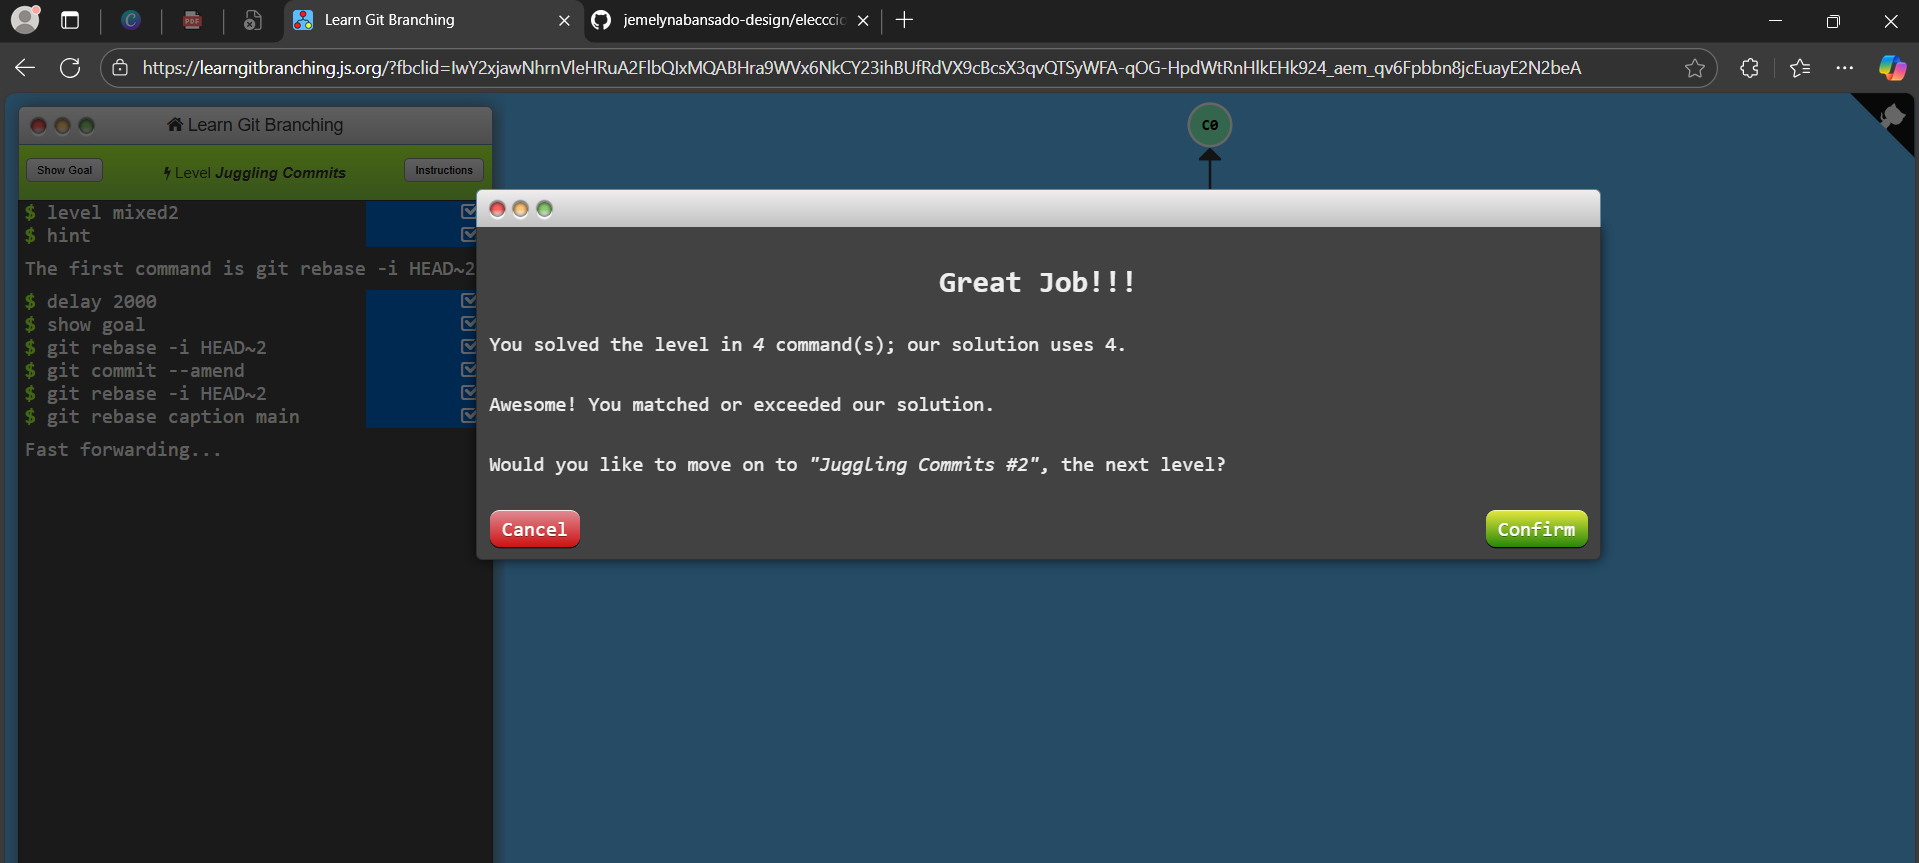 Learn Git Branching
jemelynabansado-design/eleccci
https://learngitbranching.js.org/?fbclid=IwY2xjawNhrnVleHRuA2FlbQIxMQABHra9WVx6NkCY23ihBUfRdVX9cBcsX3qvQTSyWFA-qOG-HpdWtRnHlkEHk924_aem_qv6Fpbbn8jcEuayE2N2beA
Learn Git Branching
Show Goal
Level Juggling Commits
Instructions
$ level mixed2
$ hint
The first command is git rebase -i HEAD~2
$ delay 2000
$ show goal
$ git rebase -i HEAD~2
$ git commit --amend
$ git rebase -i HEAD~2
$ git rebase caption main
Fast forwarding...
C0
Great Job!!!
You solved the level in 4 command(s); our solution uses 4.
Awesome! You matched or exceeded our solution.
Would you like to move on to "Juggling Commits #2", the next level?
Cancel
Confirm